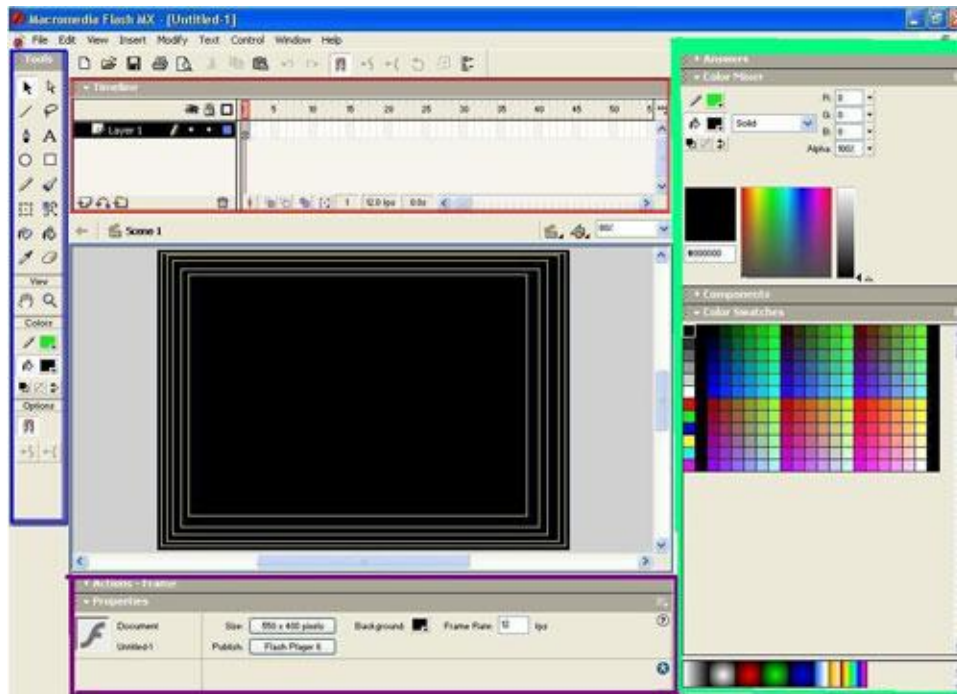 Macromedia Flash MX - [Untitled-1]
File Edit View Insert Modify Text Control Window Help
Tools
View
Colors
Options
Timeline
1 5 10 15 20 25 30 35 40 45 50
Layer 1
1 12.0 fps 0.0s
Scene 1
Actions - Frame
Properties
Document
Untitled-1
Size: 550 x 400 pixels
Background:
Frame Rate: 12 fps
Publish: Flash Player 6
Answers
Color Mixer
Solid
R: 0
G: 0
B: 0
Alpha: 100%
#000000
Components
Color Swatches